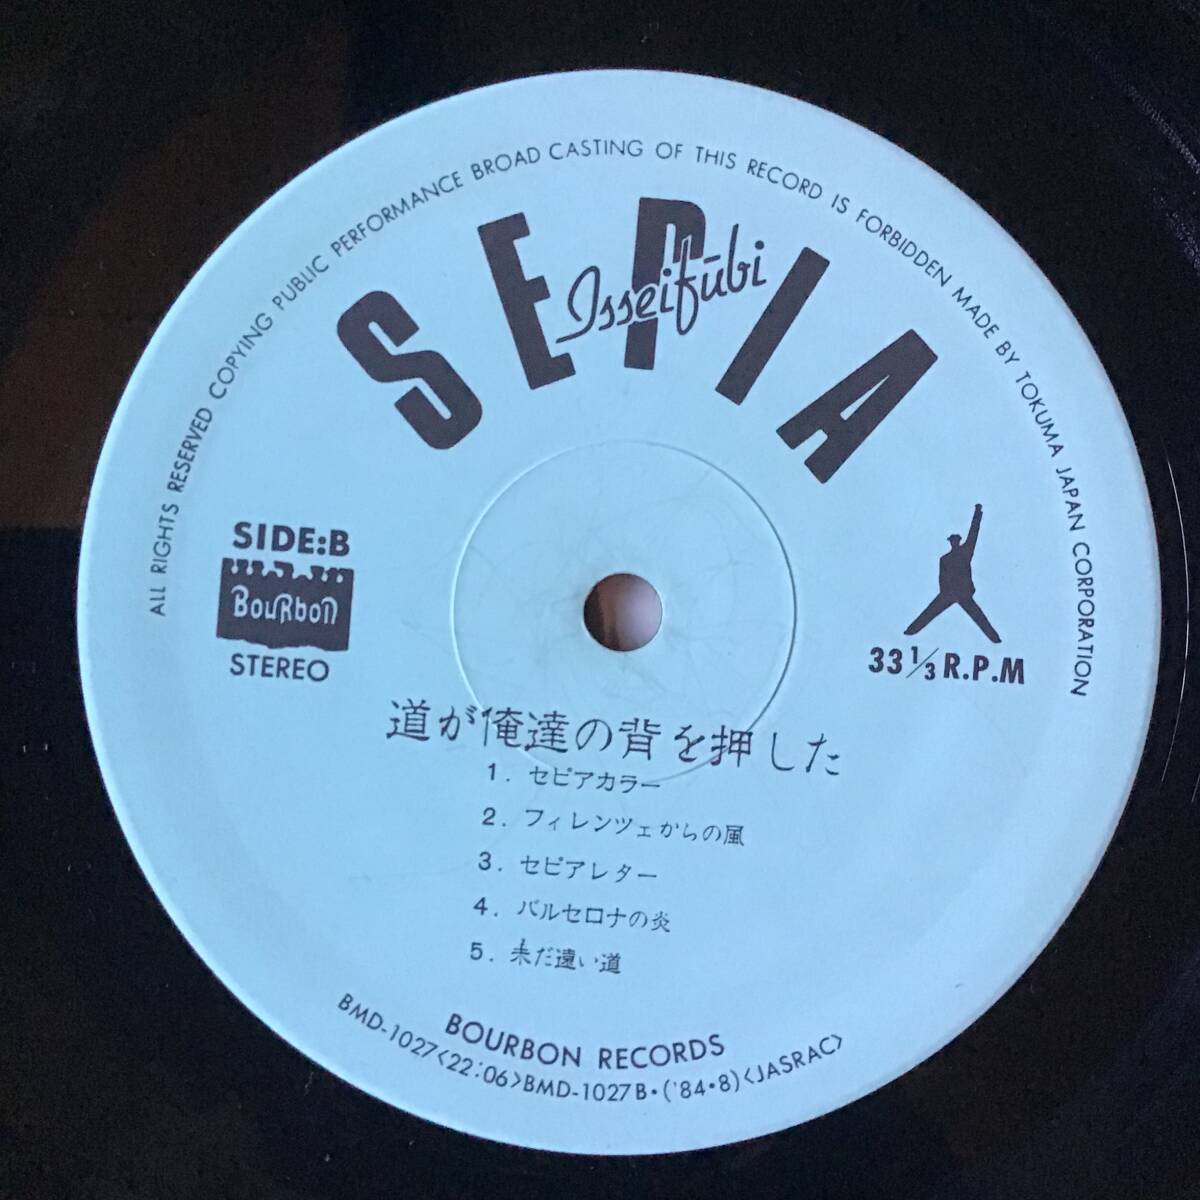 ALL RIGHTS RESERVED COPYING PUBLIC PERFORMANCE BROAD CASTING OF THIS RECORD IS FORBIDDEN MADE BY TOKUMA JAPAN CORPORATION
SEPIA
Isseifūbi
SIDE:B
BouRbon
STEREO
33 1/3 R.P.M
道が俺達の背を押した
1. セピアカラー
2. フィレンツェからの風
3. セピアレター
4. バルセロナの炎
5. 未だ遠い道
BOURBON RECORDS
BMD-1027<22:06>BMD-1027B・('84・8)<JASRAC>